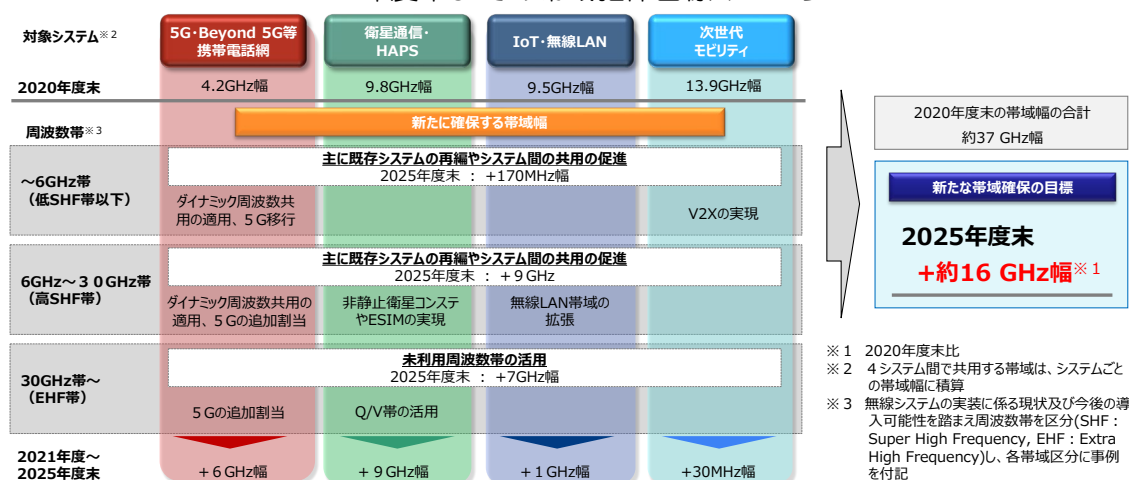 対象システム※2
5G・Beyond 5G等
携帯電話網
衛星通信・
HAPS
IoT・無線LAN
次世代
モビリティ
2020年度末
4.2GHz幅
9.8GHz幅
9.5GHz幅
13.9GHz幅
周波数帯※3
新たに確保する帯域幅
～6GHz帯
（低SHF帯以下）
主に既存システムの再編やシステム間の共用の促進
2025年度末 ： +170MHz幅
ダイナミック周波数共
用の適用、５G移行
V2Xの実現
6GHz～３０GHz帯
（高SHF帯）
主に既存システムの再編やシステム間の共用の促進
2025年度末 ： +９GHz
ダイナミック周波数共用の
適用、５Gの追加割当
非静止衛星コンステ
やESIMの実現
無線LAN帯域の
拡張
30GHz帯～
（EHF帯）
未利用周波数帯の活用
2025年度末 ： +7GHz幅
５Gの追加割当
Q/V帯の活用
2021年度～
2025年度末
+６GHz幅
+９GHz幅
+１GHz幅
+30MHz幅
2020年度末の帯域幅の合計
約37 GHz幅
新たな帯域確保の目標
2025年度末
+約16 GHz幅※1
※１ 2020年度末比
※２ ４システム間で共用する帯域は、システムごと
の帯域幅に積算
※３ 無線システムの実装に係る現状及び今後の導
入可能性を踏まえ周波数帯を区分(SHF：
Super High Frequency, EHF：Extra
High Frequency)し、各帯域区分に事例
を付記